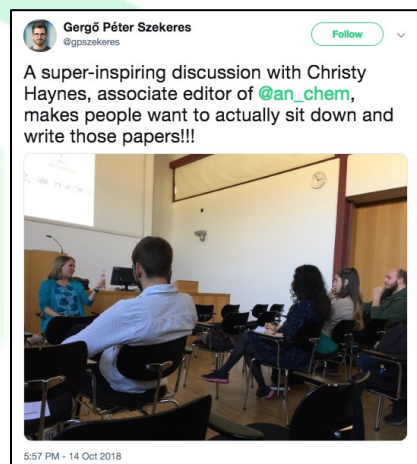 Gergő Péter Szekeres
@gpszekeres
Follow
A super-inspiring discussion with Christy
Haynes, associate editor of @an_chem,
makes people want to actually sit down and
write those papers!!!
5:57 PM - 14 Oct 2018